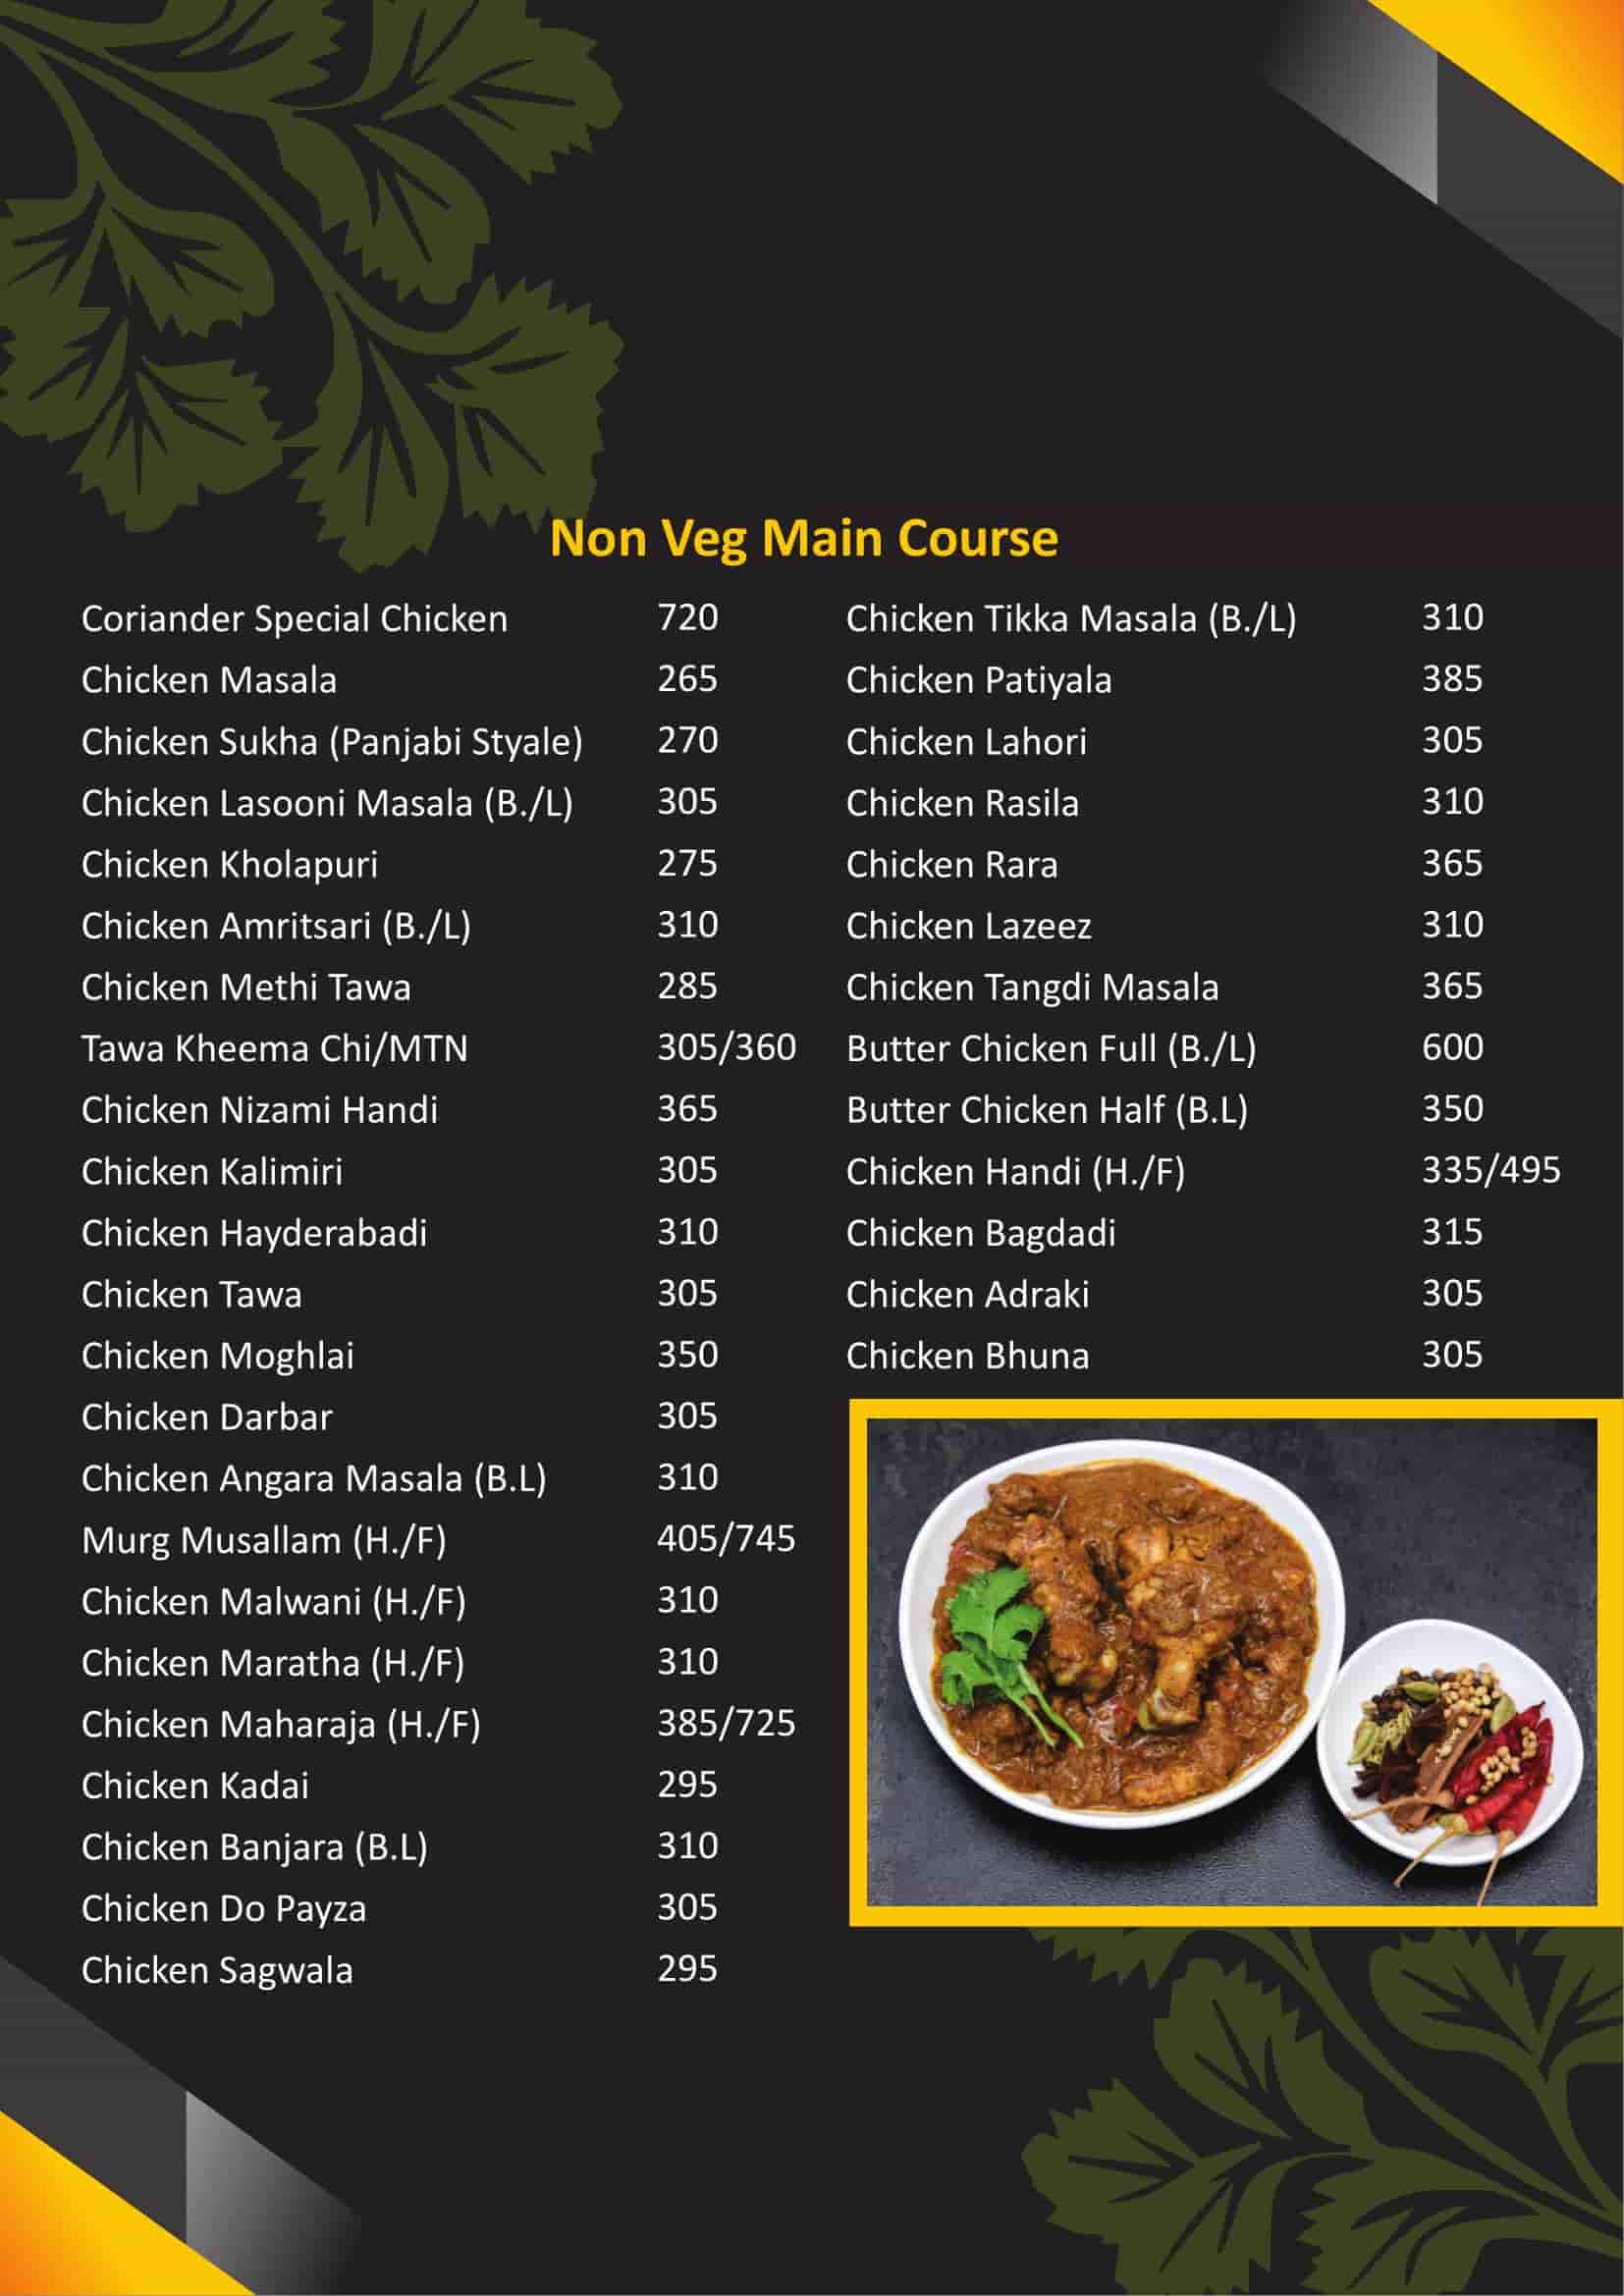 Non Veg Main Course
Coriander Special Chicken 720
Chicken Masala 265
Chicken Sukha (Panjabi Styale) 270
Chicken Lasooni Masala (B./L) 305
Chicken Kholapuri 275
Chicken Amritsari (B./L) 310
Chicken Methi Tawa 285
Tawa Kheema Chi/MTN 305/360
Chicken Nizami Handi 365
Chicken Kalimiri 305
Chicken Hayderabadi 310
Chicken Tawa 305
Chicken Moghlai 350
Chicken Darbar 305
Chicken Angara Masala (B.L) 310
Murg Musallam (H./F) 405/745
Chicken Malwani (H./F) 310
Chicken Maratha (H./F) 310
Chicken Maharaja (H./F) 385/725
Chicken Kadai 295
Chicken Banjara (B.L) 310
Chicken Do Payza 305
Chicken Sagwala 295
Chicken Tikka Masala (B./L) 310
Chicken Patiyala 385
Chicken Lahori 305
Chicken Rasila 310
Chicken Rara 365
Chicken Lazeez 310
Chicken Tangdi Masala 365
Butter Chicken Full (B./L) 600
Butter Chicken Half (B.L) 350
Chicken Handi (H./F) 335/495
Chicken Bagdadi 315
Chicken Adraki 305
Chicken Bhuna 305